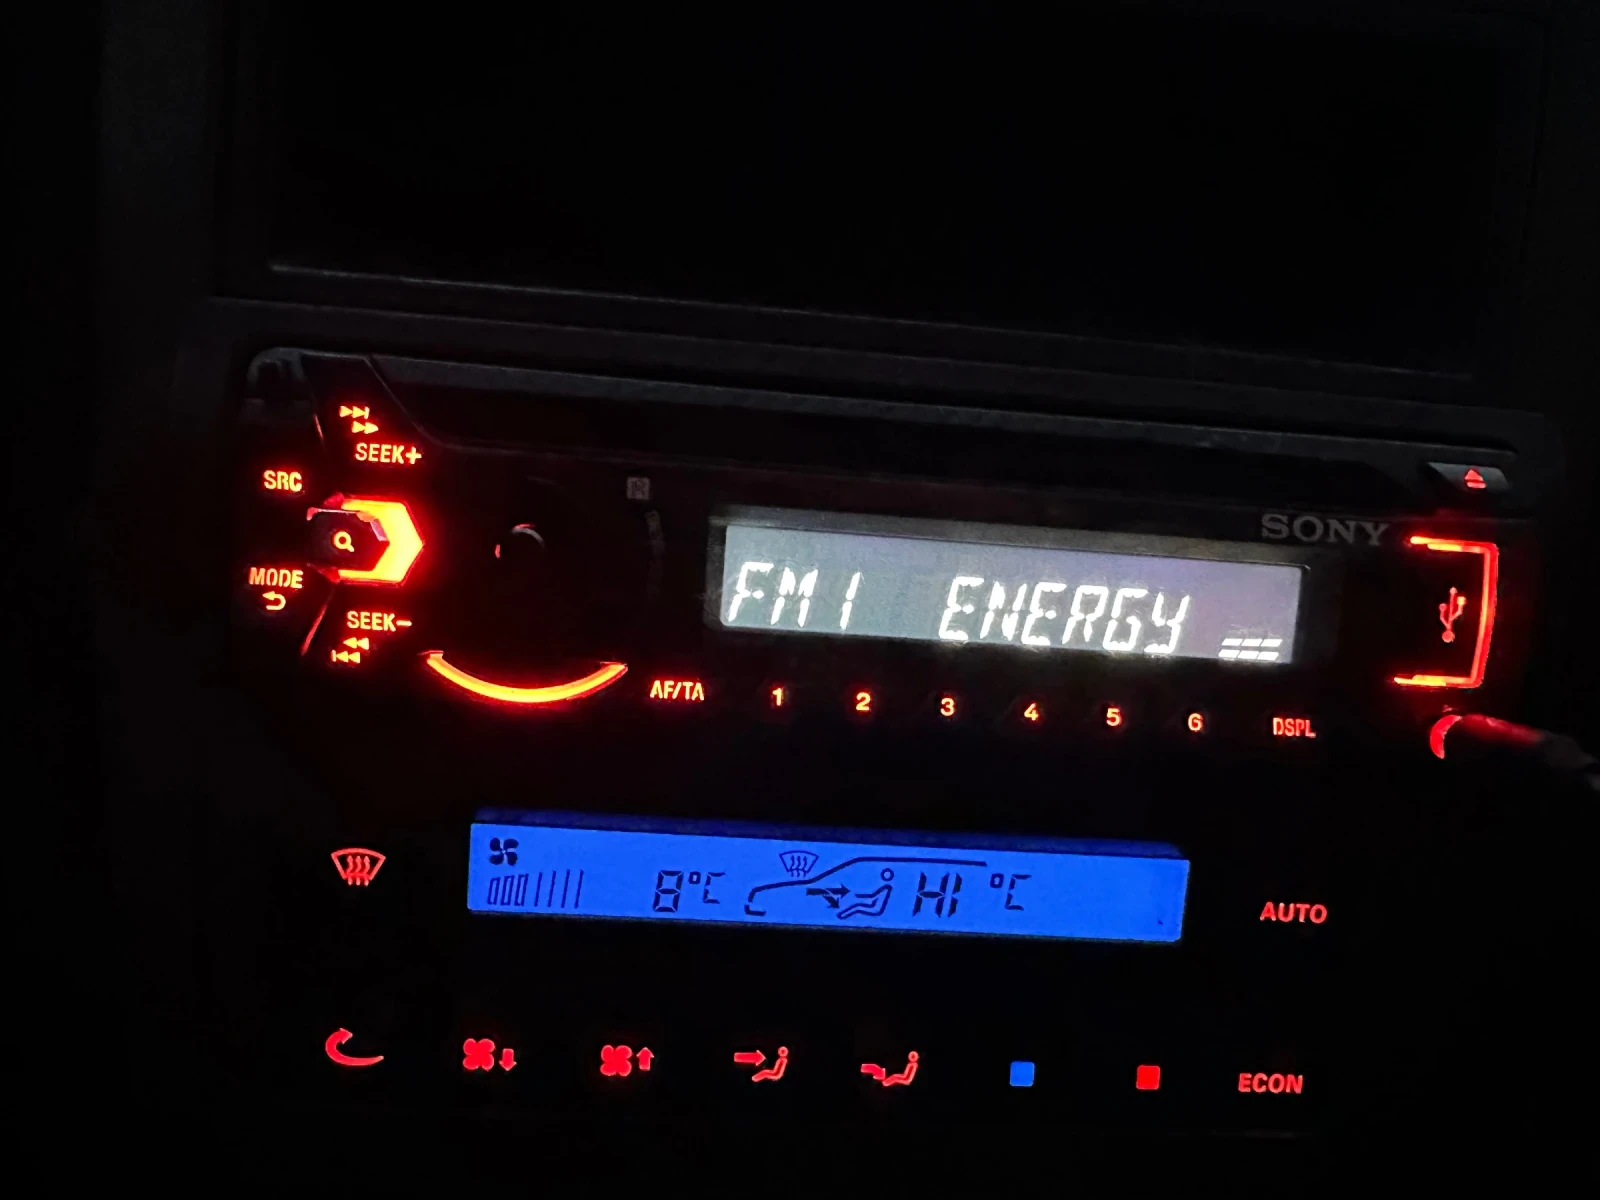 SEEK+
SRC
SONY
MODE
FM1 ENERGY
SEEK-
AF/TA 1 2 3 4 5 6 DSPL
8°C HI °C
AUTO
ECON